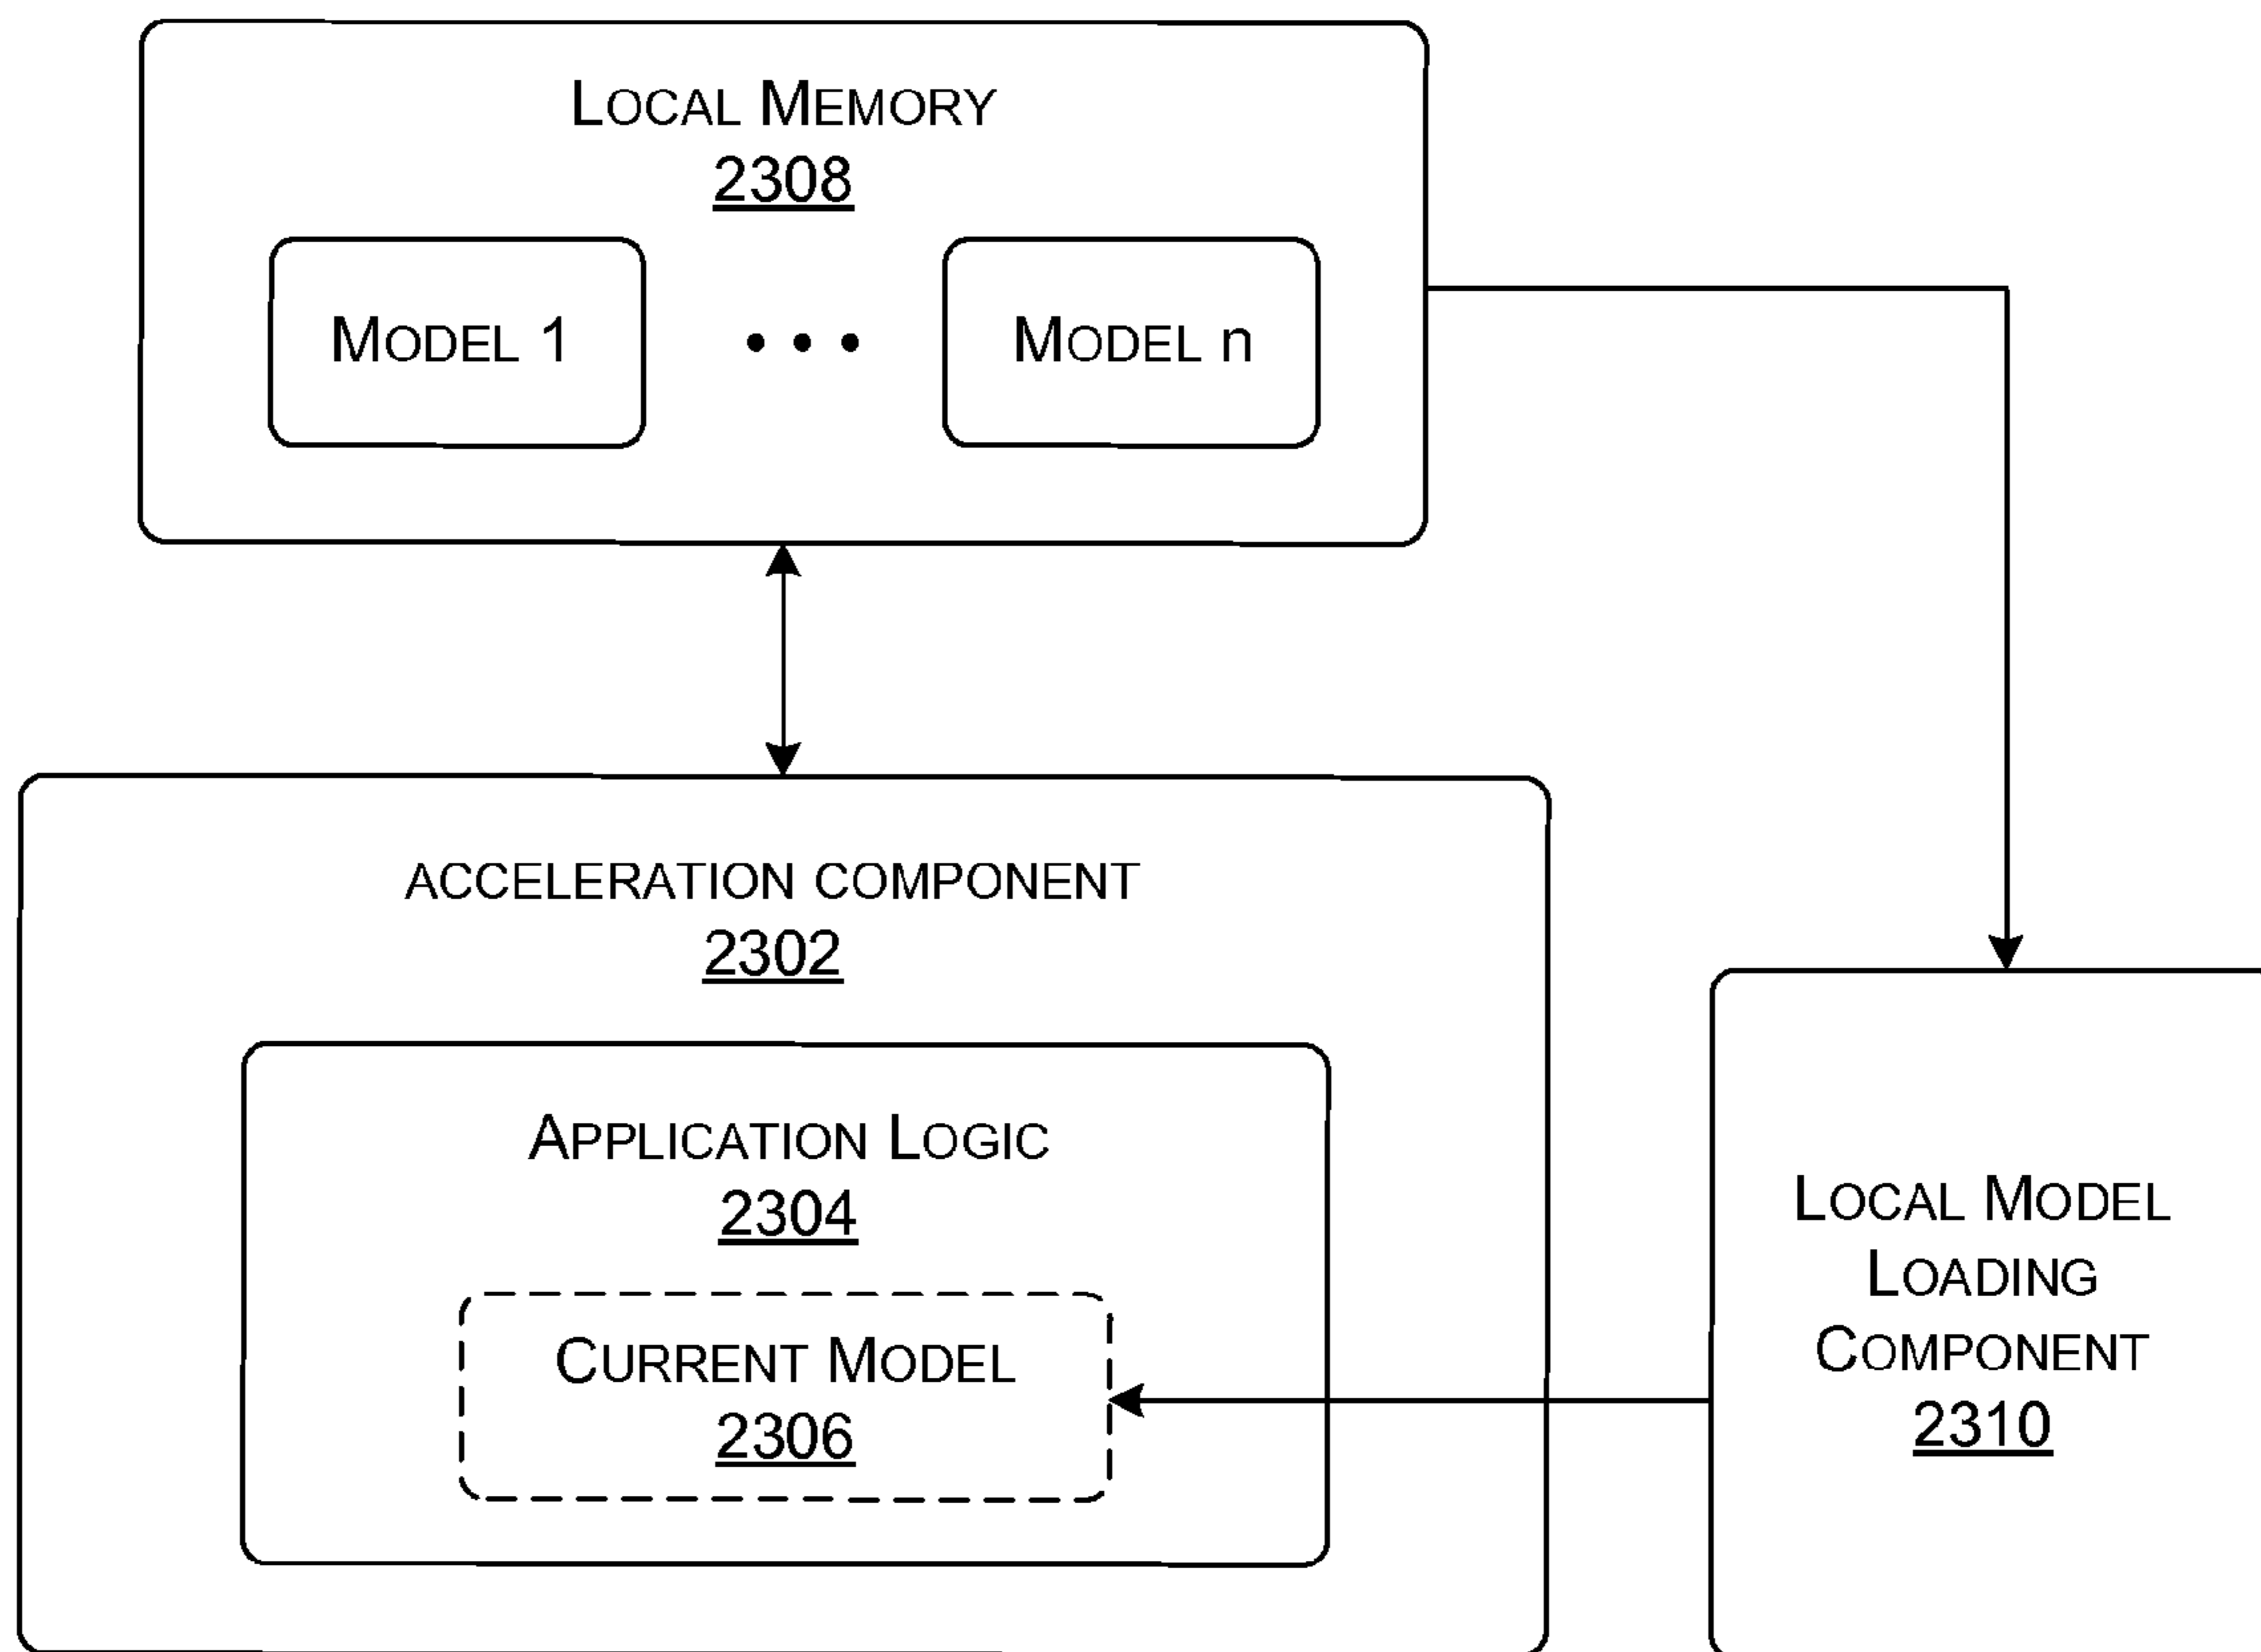 LOCAL MEMORY
2308
MODEL 1
• • •
MODEL n
ACCELERATION COMPONENT
2302
APPLICATION LOGIC
2304
CURRENT MODEL
2306
LOCAL MODEL
LOADING
COMPONENT
2310